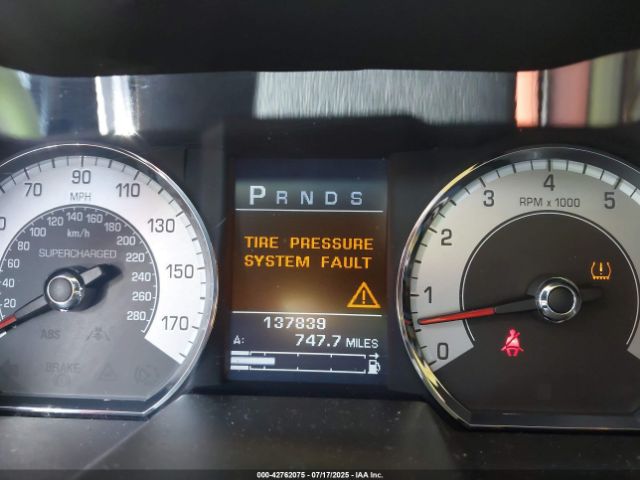 70 90 110 130 150 170
MPH
20 40 60 80 100 120 140 160 180 200 220 240 260 280
km/h
SUPERCHARGED
ABS
BRAKE
P R N D S
TIRE PRESSURE
SYSTEM FAULT
137839
A: 747.7 MILES
0 1 2 3 4 5
RPM x 1000
000-42762075 - 07/17/2025 - IAA Inc.